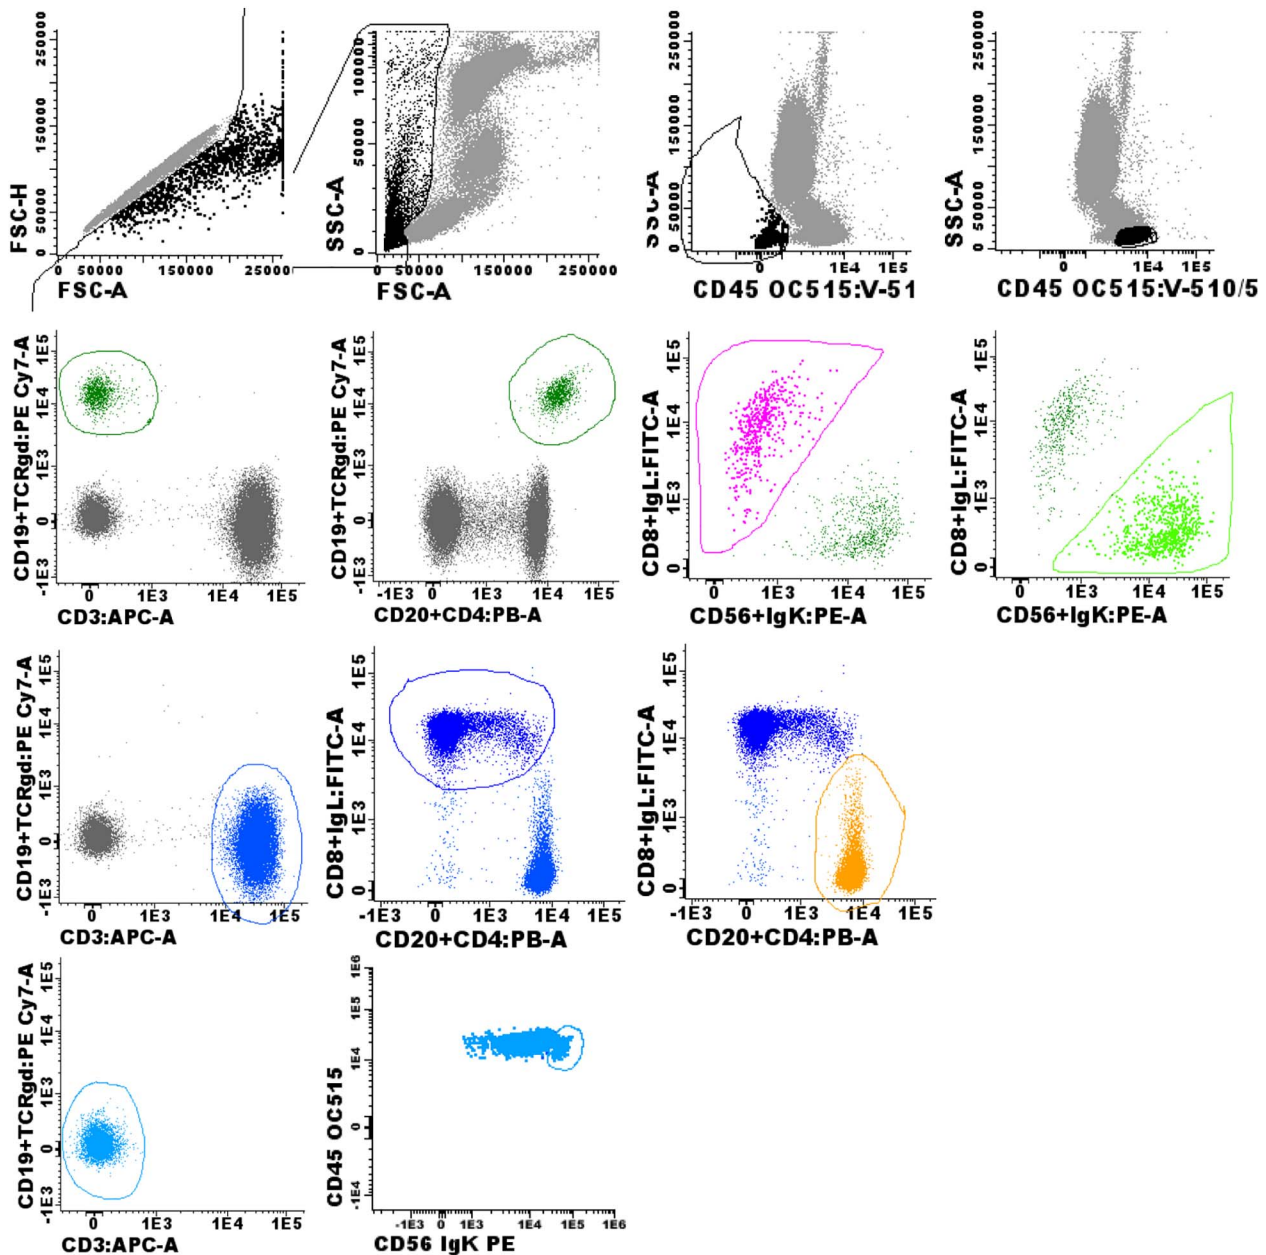 FSC-H
250000
150000
50000
0
0 50000 150000 25000
FSC-A
SSC-A
100000
50000
0
0 50000 150000 250000
FSC-A
SSC-A
250000
150000
50000
0
0 1E4 1E5
CD45 OC515:V-51
SSC-A
250000
150000
50000
0
0 1E4 1E5
CD45 OC515:V-510/5
CD19+TCRgd:PE Cy7-A
1E5
1E4
1E3
0
-1E3
0 1E3 1E4 1E5
CD3:APC-A
CD19+TCRgd:PE Cy7-A
1E5
1E4
1E3
0
-1E3
-1E3 0 1E3 1E4 1E5
CD20+CD4:PB-A
CD8+IgL:FITC-A
1E5
1E4
1E3
0
0 1E3 1E4 1E5
CD56+IgK:PE-A
CD8+IgL:FITC-A
1E5
1E4
1E3
0
0 1E3 1E4 1E5
CD56+IgK:PE-A
CD19+TCRgd:PE Cy7-A
1E5
1E4
1E3
0
-1E3
0 1E3 1E4 1E5
CD3:APC-A
CD8+IgL:FITC-A
1E5
1E4
1E3
0
-1E3 0 1E3 1E4 1E5
CD20+CD4:PB-A
CD8+IgL:FITC-A
1E5
1E4
1E3
0
-1E3 0 1E3 1E4 1E5
CD20+CD4:PB-A
CD19+TCRgd:PE Cy7-A
1E5
1E4
1E3
0
-1E3
0 1E3 1E4 1E5
CD3:APC-A
CD45 OC515
1E6
1E5
1E4
0
-1E4
-1E3 0 1E3 1E4 1E5 1E6
CD56 IgK PE